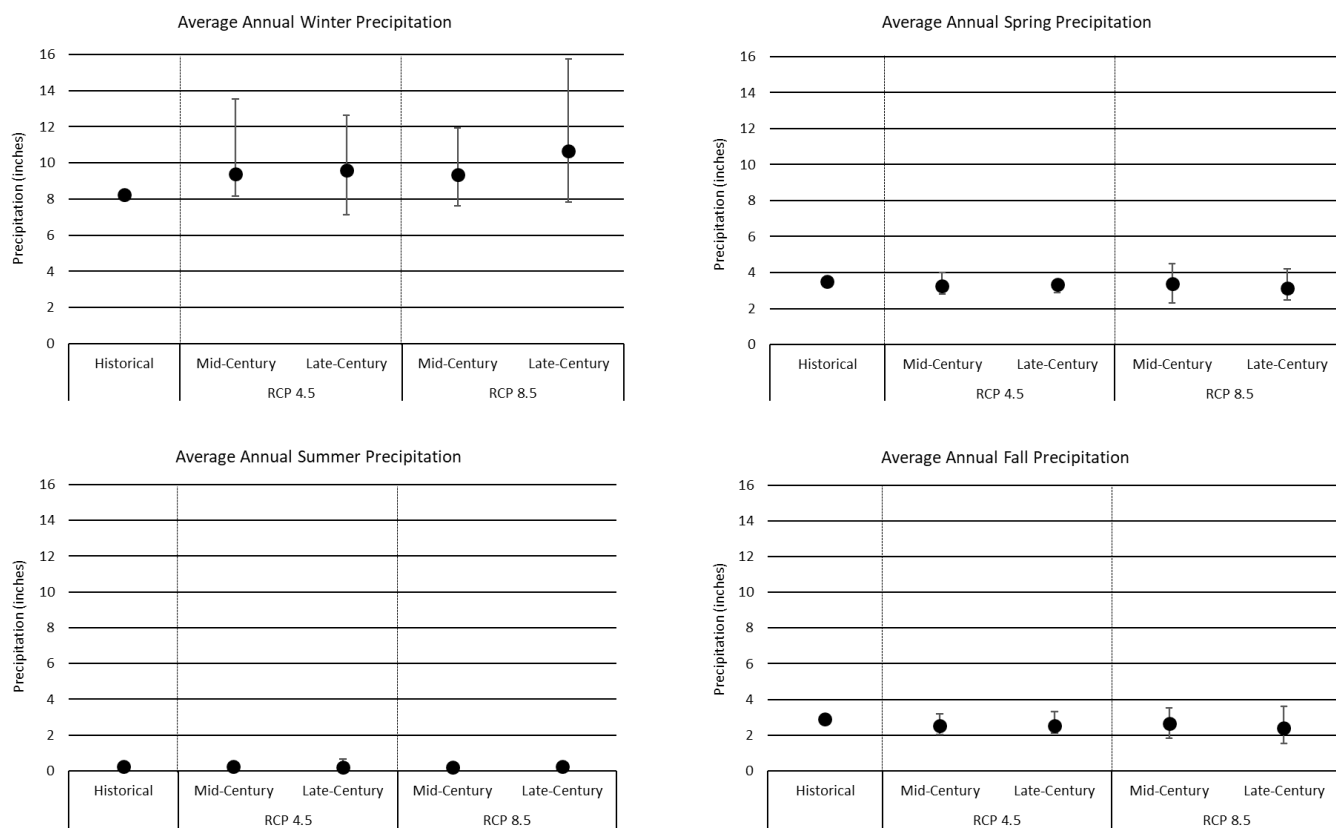 Average Annual Winter Precipitation
Precipitation (inches)
16
14
12
10
8
6
4
2
0
Historical Mid-Century Late-Century Mid-Century Late-Century
RCP 4.5 RCP 8.5
Average Annual Spring Precipitation
Precipitation (inches)
16
14
12
10
8
6
4
2
0
Historical Mid-Century Late-Century Mid-Century Late-Century
RCP 4.5 RCP 8.5
Average Annual Summer Precipitation
Precipitation (inches)
16
14
12
10
8
6
4
2
0
Historical Mid-Century Late-Century Mid-Century Late-Century
RCP 4.5 RCP 8.5
Average Annual Fall Precipitation
Precipitation (inches)
16
14
12
10
8
6
4
2
0
Historical Mid-Century Late-Century Mid-Century Late-Century
RCP 4.5 RCP 8.5